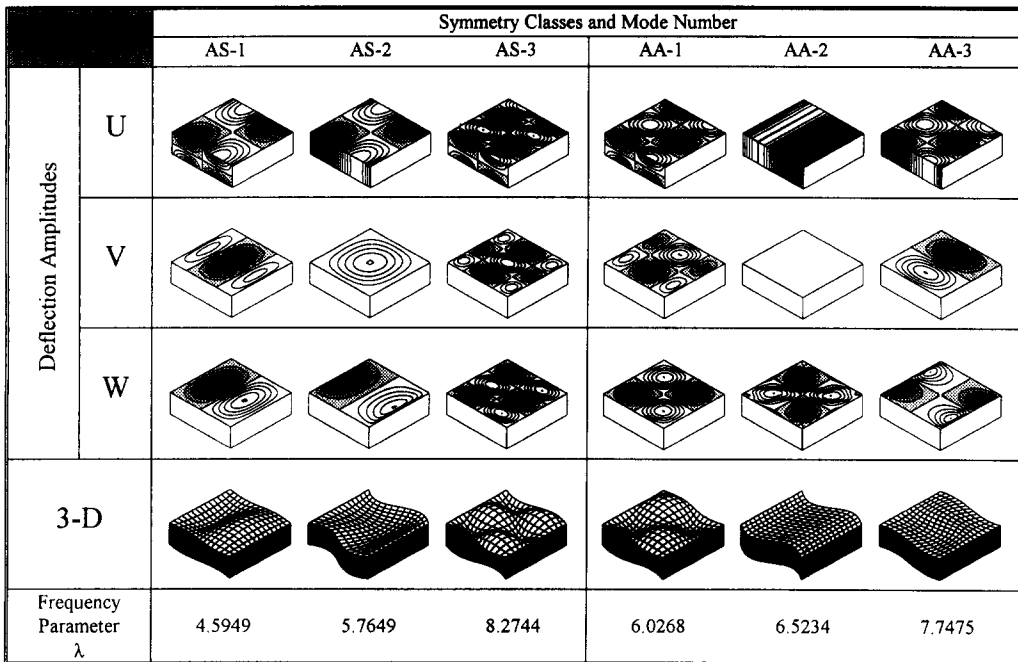 Symmetry Classes and Mode Number
AS-1 AS-2 AS-3 AA-1 AA-2 AA-3
Deflection Amplitudes
U
V
W
3-D
Frequency
Parameter
λ
4.5949 5.7649 8.2744 6.0268 6.5234 7.7475